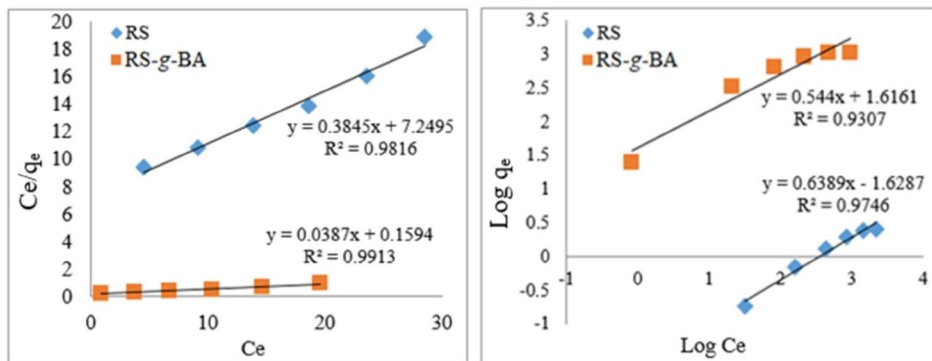 20
18
16
14
12
10
8
6
4
2
0
Ce/qe
RS
RS-g-BA
y = 0.3845x + 7.2495
R² = 0.9816
y = 0.0387x + 0.1594
R² = 0.9913
0 10 20 30
Ce
3.5
3
2.5
2
1.5
1
0.5
0
-0.5
-1
Log qe
RS
RS-g-BA
y = 0.544x + 1.6161
R² = 0.9307
y = 0.6389x - 1.6287
R² = 0.9746
-1 0 1 2 3 4
Log Ce